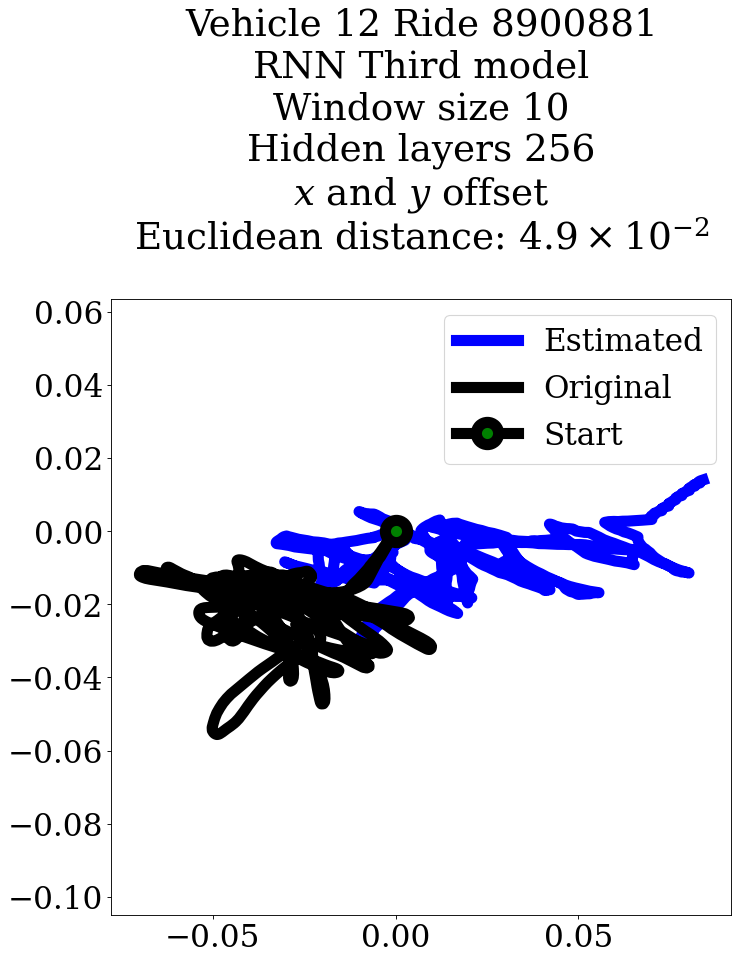 Vehicle 12 Ride 8900881
RNN Third model
Window size 10
Hidden layers 256
x and y offset
Euclidean distance: 4.9 × 10⁻²
Estimated
Original
Start
0.06
0.04
0.02
0.00
−0.02
−0.04
−0.06
−0.08
−0.10
−0.05 0.00 0.05